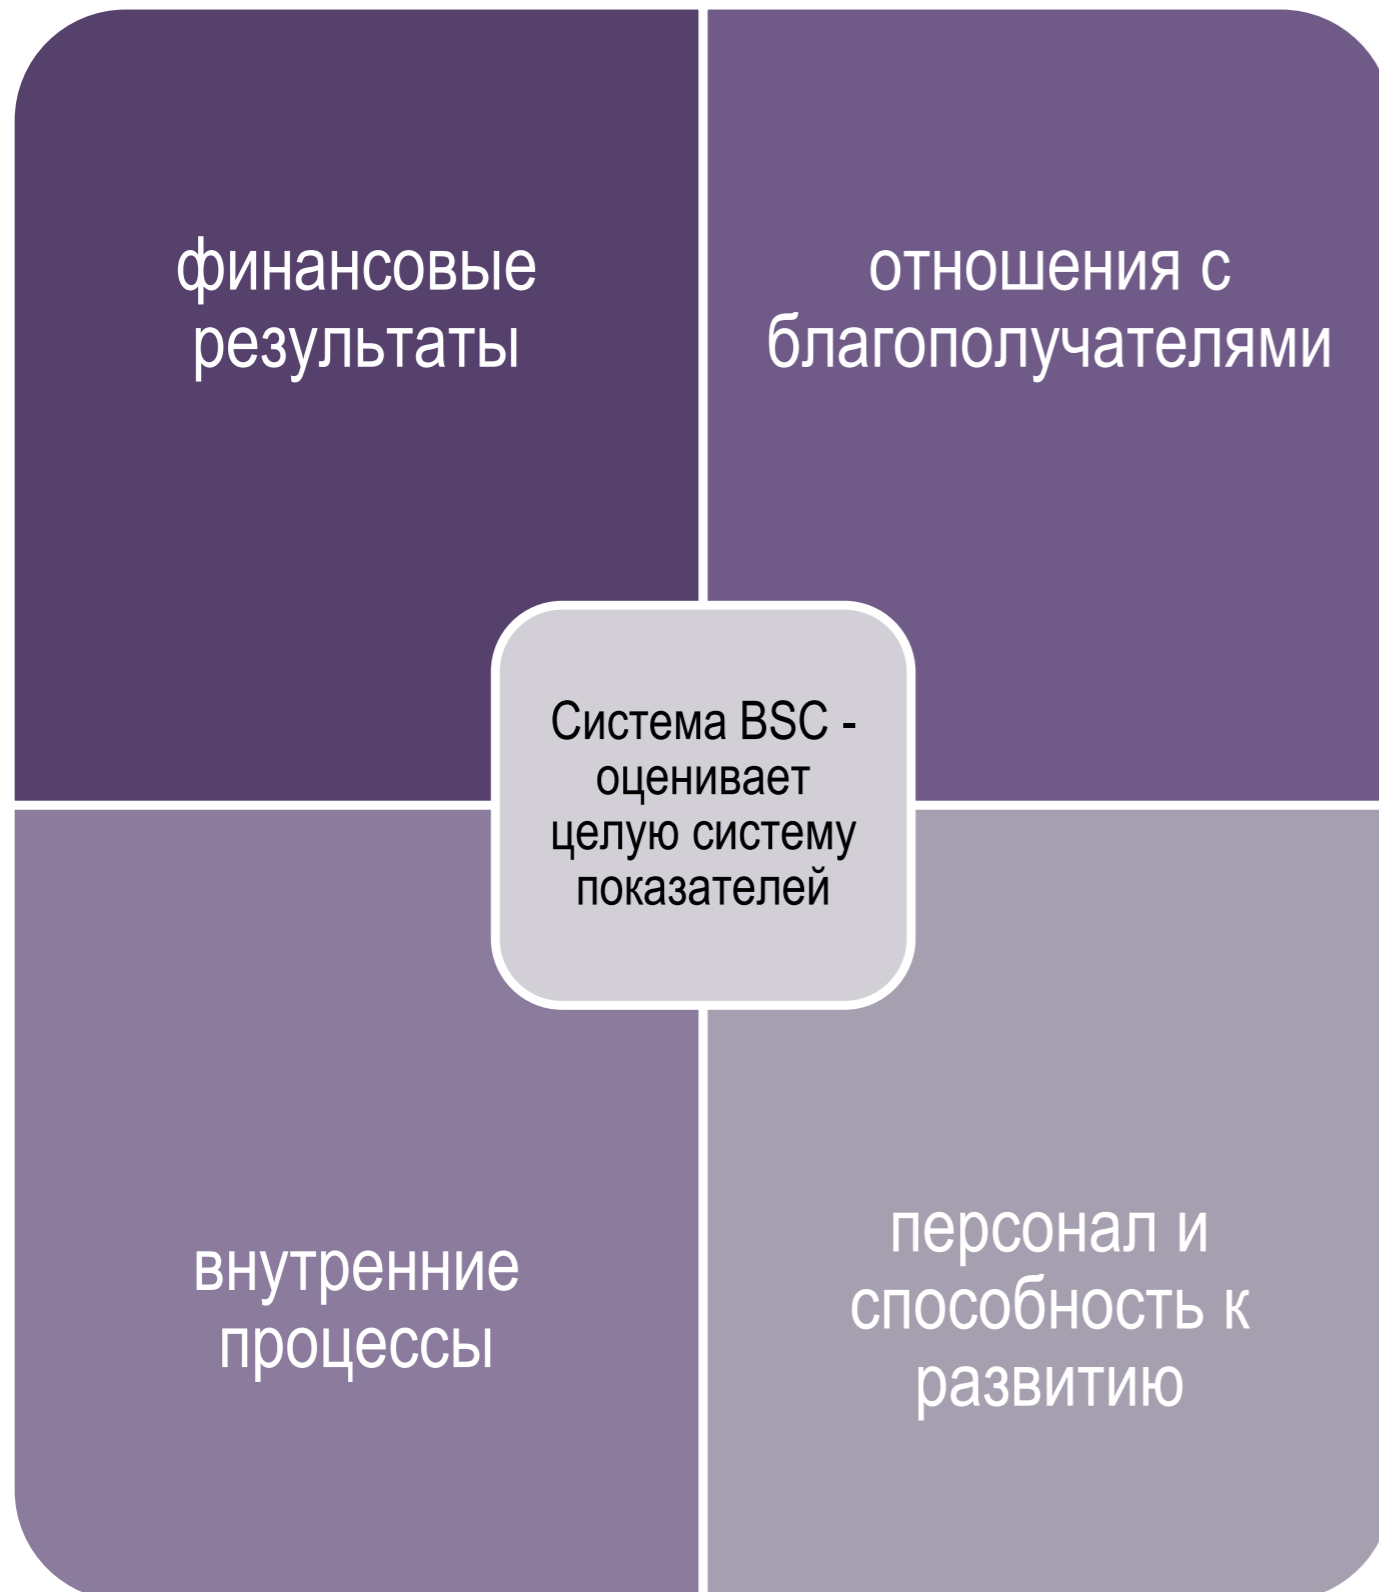 финансовые
результаты
отношения с
благополучателями
Система BSC -
оценивает
целую систему
показателей
внутренние
процессы
персонал и
способность к
развитию